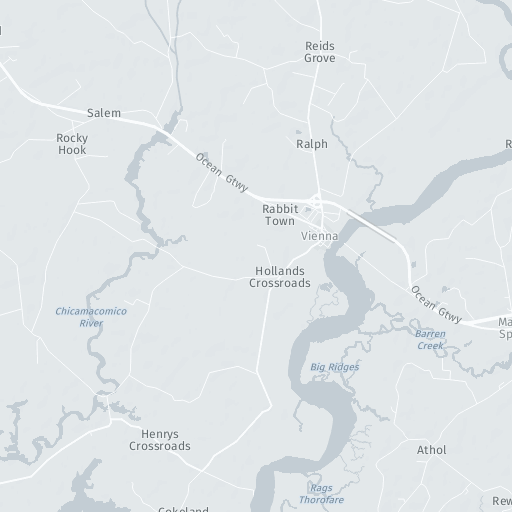 Reids
Grove
Salem
Rocky
Hook
Ralph
Ocean Gtwy
Rabbit
Town
Vienna
Hollands
Crossroads
Ocean Gtwy
Chicamacomico
River
Barren
Creek
Big Ridges
Henrys
Crossroads
Athol
Rags
Thorofare